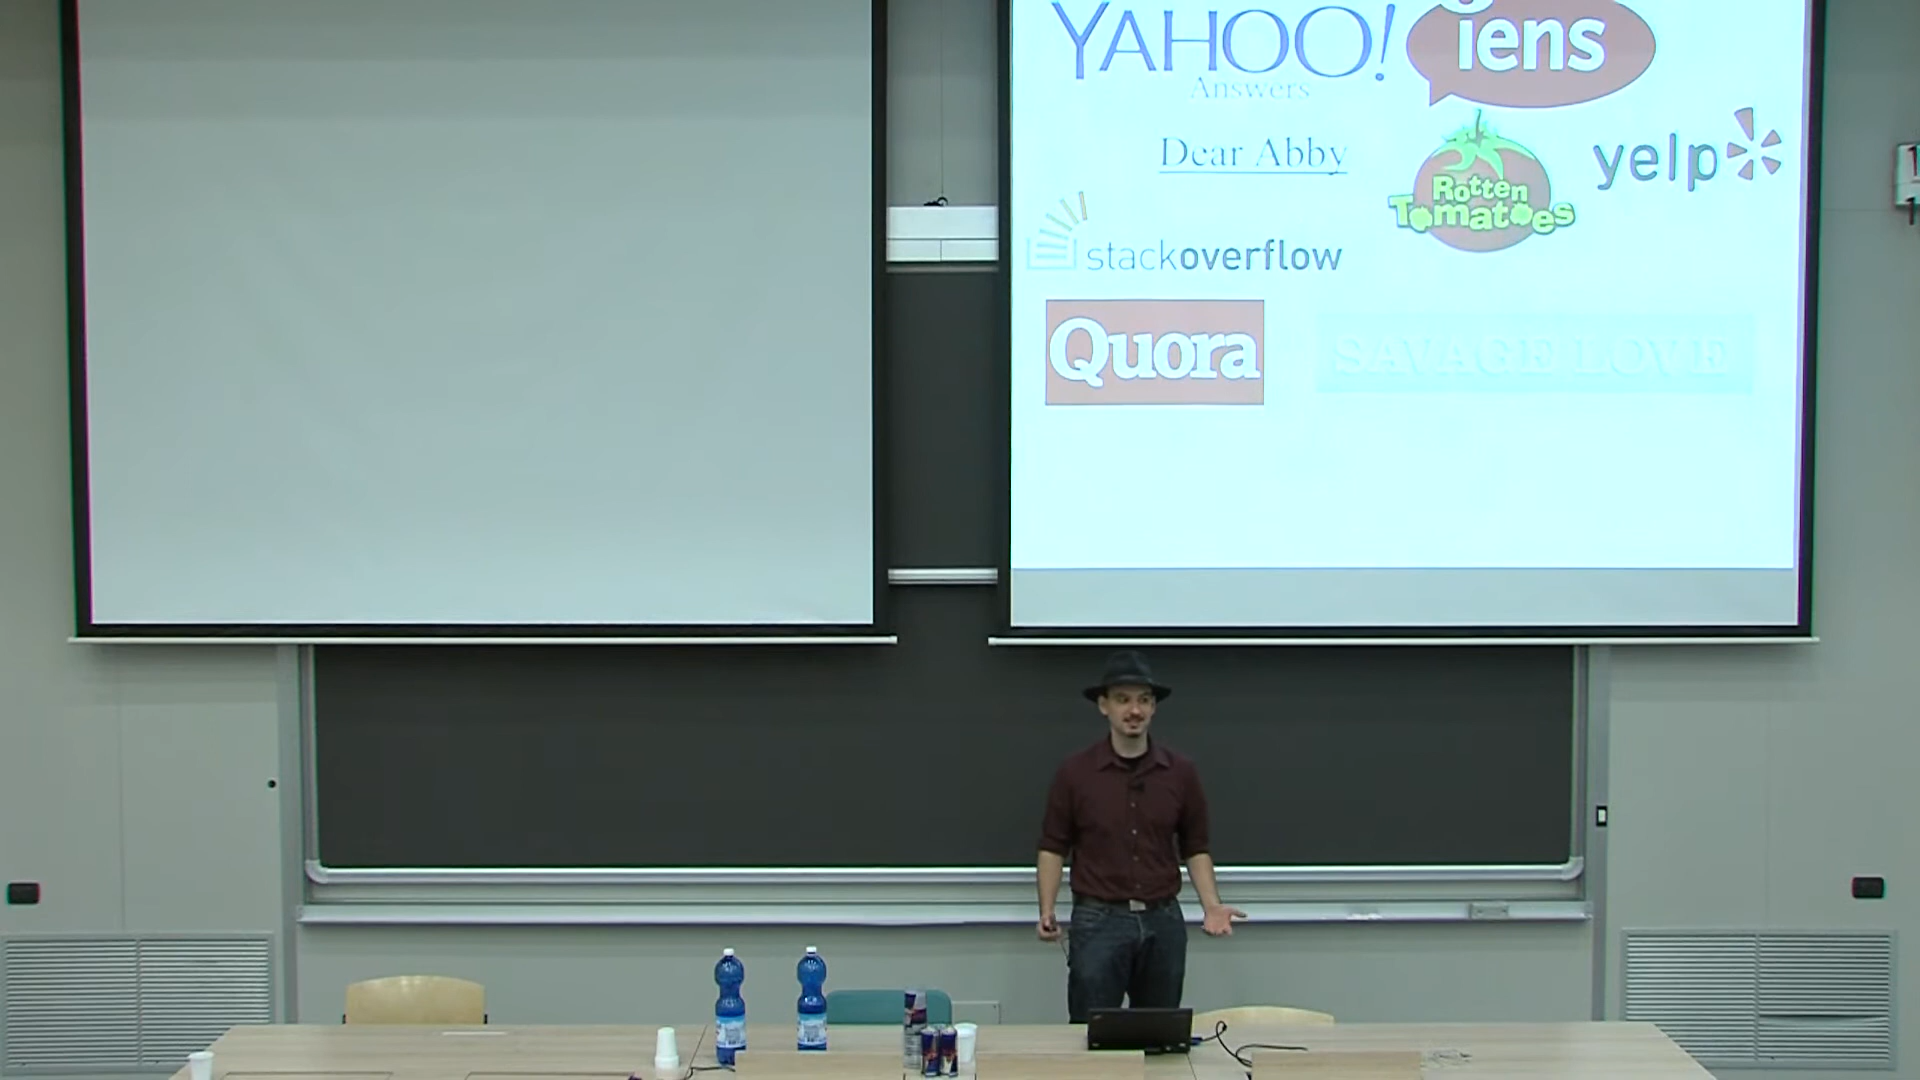 YAHOO!
Answers
iens
Dear Abby
yelp
Rotten
Tomatoes
stackoverflow
Quora
SAVAGE LOVE